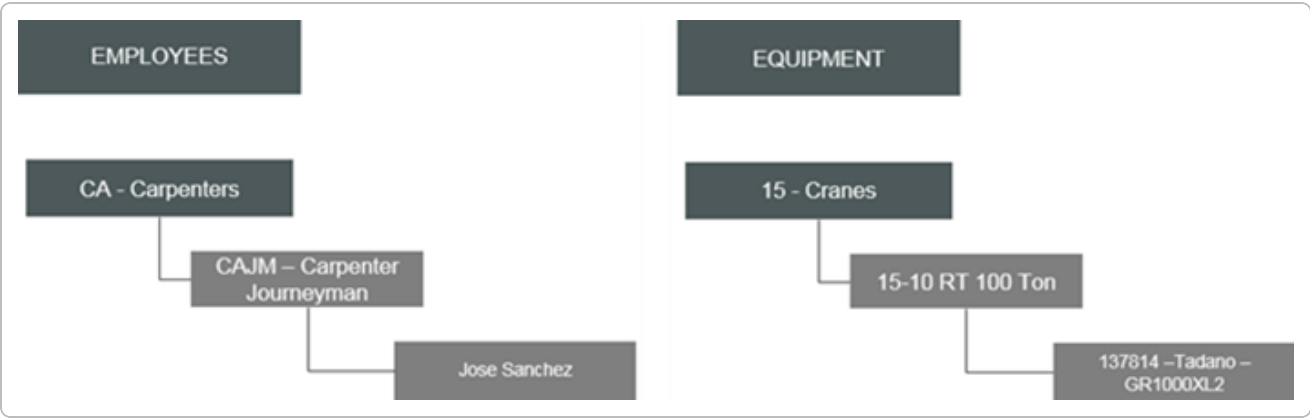 EMPLOYEES
CA - Carpenters
CAJM – Carpenter
Journeyman
Jose Sanchez
EQUIPMENT
15 - Cranes
15-10 RT 100 Ton
137814 –Tadano –
GR1000XL2